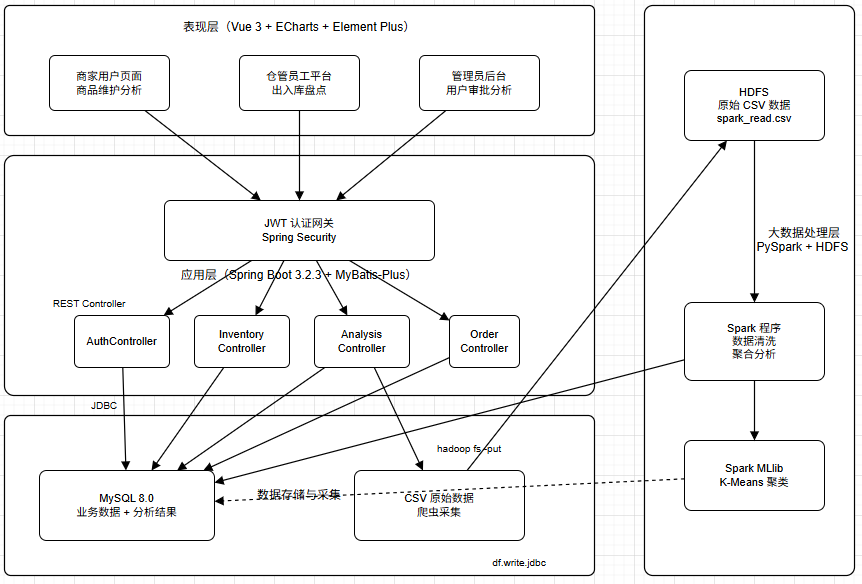 表现层（Vue 3 + ECharts + Element Plus）
商家用户页面
商品维护分析
仓管员工平台
出入库盘点
管理员后台
用户审批分析
JWT 认证网关
Spring Security
应用层（Spring Boot 3.2.3 + MyBatis-Plus）
REST Controller
AuthController
Inventory
Controller
Analysis
Controller
Order
Controller
JDBC
hadoop fs -put
MySQL 8.0
业务数据 + 分析结果
数据存储与采集
CSV 原始数据
爬虫采集
df.write.jdbc
HDFS
原始 CSV 数据
spark_read.csv
大数据处理层
PySpark + HDFS
Spark 程序
数据清洗
聚合分析
Spark MLlib
K-Means 聚类